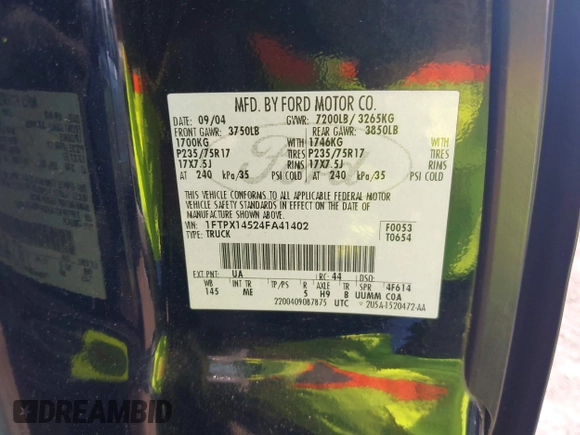 MFD. BY FORD MOTOR CO.
DATE: 09/04 GVWR: 7200LB/ 3265KG
FRONT GAWR: 3750LB REAR GAWR: 3850LB
1700KG WITH 1746KG WITH
P235/75R17 TIRES P235/75R17 TIRES
17X7.5J RIMS 17X7.5J RIMS
AT 240 kPa/35 PSI COLD AT 240 kPa/35 PSI COLD
THIS VEHICLE CONFORMS TO ALL APPLICABLE FEDERAL MOTOR
VEHICLE SAFETY STANDARDS IN EFFECT ON THE DATE OF
MANUFACTURE SHOWN ABOVE.
VIN: 1FTPX14524FA41402 F0053
TYPE: TRUCK T0654
EXT PNT: UA RC: 44 DSO:
WB INT TR TP/PS R AXLE TR SPR 4F614
145 ME 5 H9 B UUMM COA
2200409087875 UTC 2U5A-1520472-AA
Ford
DREAMBID